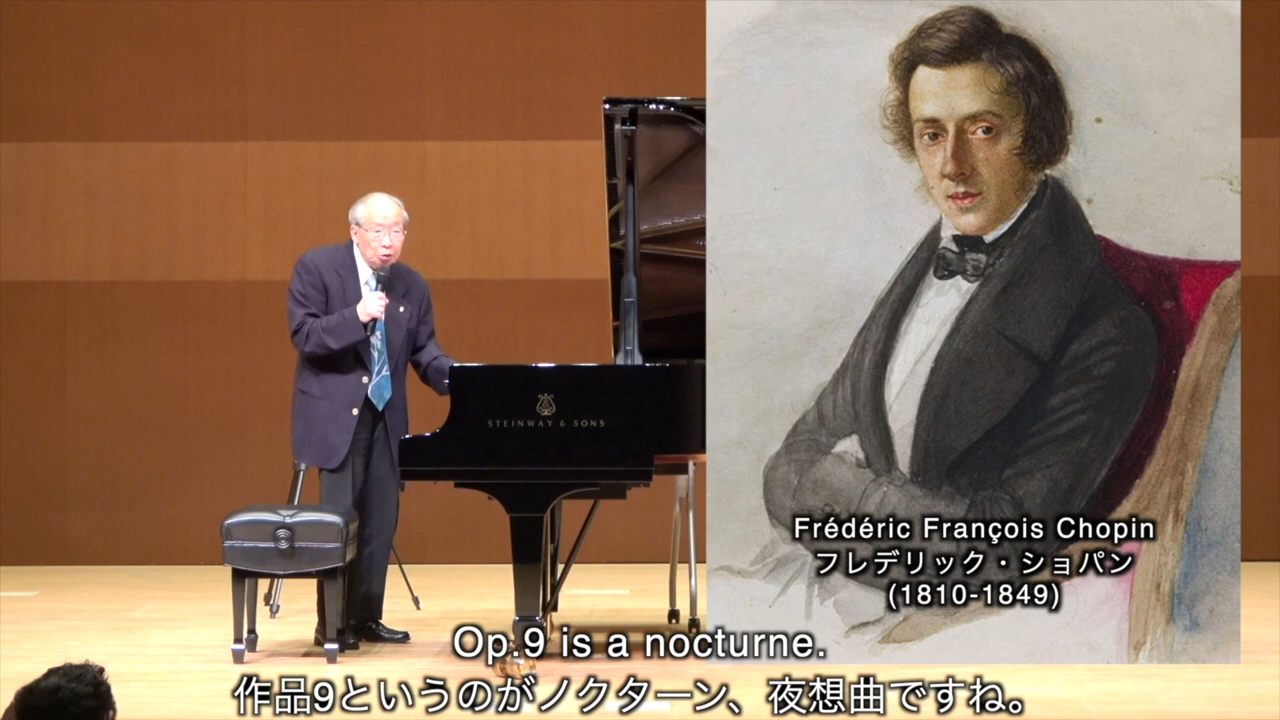 STEINWAY & SONS
Frédéric François Chopin
フレデリック・ショパン
(1810-1849)
Op.9 is a nocturne.
作品9というのがノクターン、夜想曲ですね。